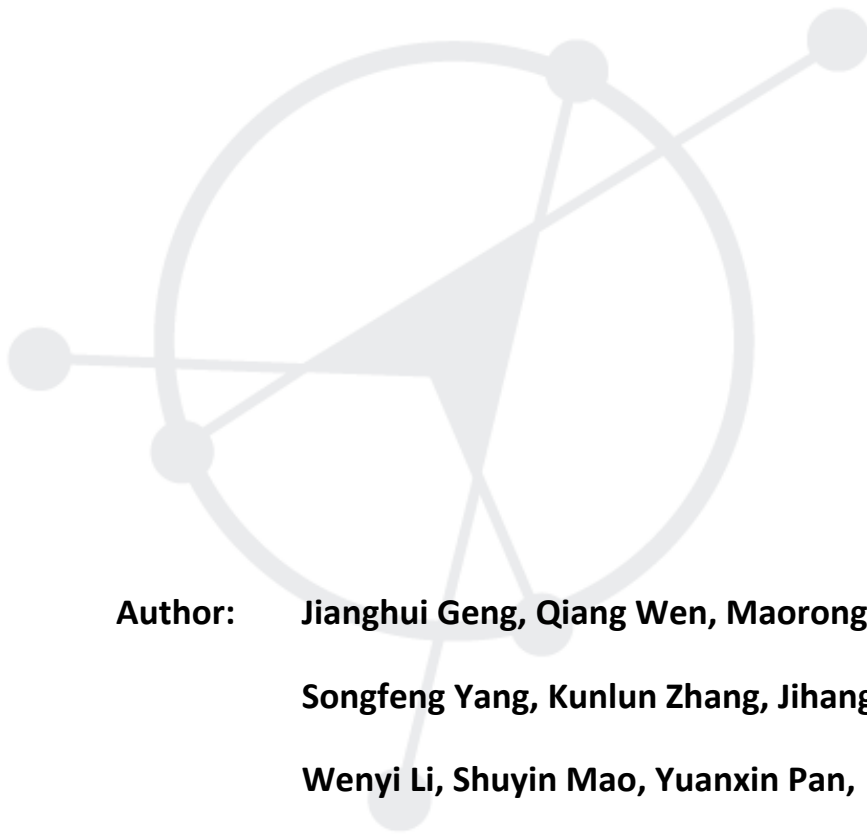 Author: Jianghui Geng, Qiang Wen, Maorong
Songfeng Yang, Kunlun Zhang, Jihang
Wenyi Li, Shuyin Mao, Yuanxin Pan,